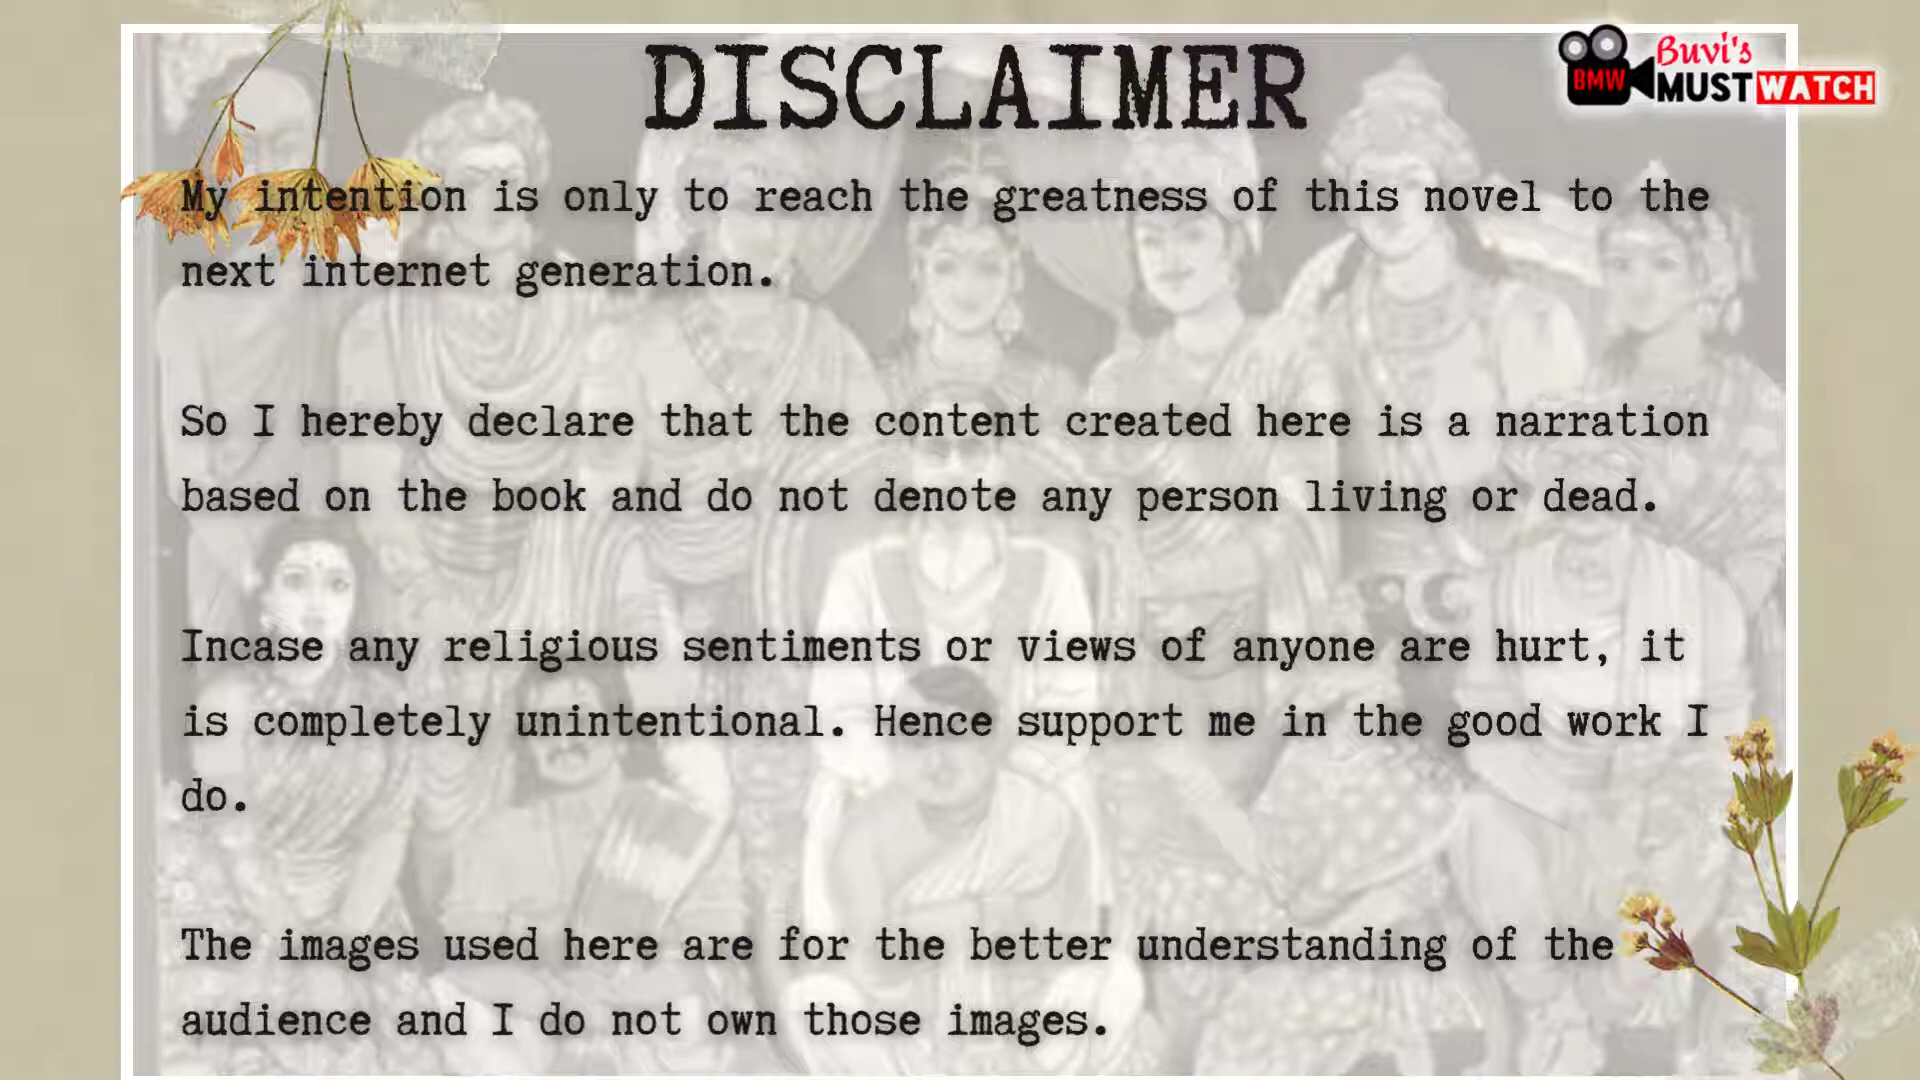 DISCLAIMER
Buvi's
BMW MUST WATCH
My intention is only to reach the greatness of this novel to the
next internet generation.
So I hereby declare that the content created here is a narration
based on the book and do not denote any person living or dead.
Incase any religious sentiments or views of anyone are hurt, it
is completely unintentional. Hence support me in the good work I
do.
The images used here are for the better understanding of the
audience and I do not own those images.